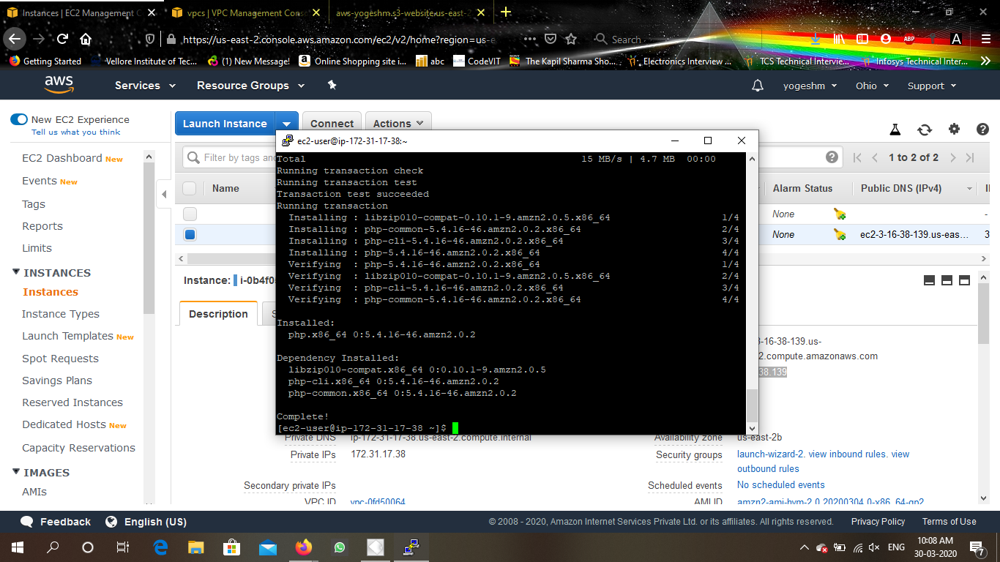 Instances | EC2 Management C
vpcs | VPC Management Cons
aws-yogeshm.s3-website.us-east-2
https://us-east-2.console.aws.amazon.com/ec2/v2/home?region=us-e
Search
ABP
A
Getting Started
Vellore Institute of Tec...
(1) New Message!
Online Shopping site i...
abc
CodeVIT
The Kapil Sharma Sho...
Electronics Interview ...
TCS Technical Intervie...
Infosys Technical Inter...
aws
Services
Resource Groups
yogeshm
Ohio
Support
New EC2 Experience
Tell us what you think
EC2 Dashboard New
Events New
Tags
Reports
Limits
INSTANCES
Instances
Instance Types
Launch Templates New
Spot Requests
Savings Plans
Reserved Instances
Dedicated Hosts New
Capacity Reservations
IMAGES
AMIs
Launch Instance
Connect
Actions
Filter by tags and
1 to 2 of 2
Name
Alarm Status
Public DNS (IPv4)
None
-
None
ec2-3-16-38-139.us-eas...
3
Instance: i-0b4f0
Description
ec2-user@ip-172-31-17-38:~
Total 15 MB/s | 4.7 MB 00:00
Running transaction check
Running transaction test
Transaction test succeeded
Running transaction
Installing : libzip010-compat-0.10.1-9.amzn2.0.5.x86_64 1/4
Installing : php-common-5.4.16-46.amzn2.0.2.x86_64 2/4
Installing : php-cli-5.4.16-46.amzn2.0.2.x86_64 3/4
Installing : php-5.4.16-46.amzn2.0.2.x86_64 4/4
Verifying : php-5.4.16-46.amzn2.0.2.x86_64 1/4
Verifying : libzip010-compat-0.10.1-9.amzn2.0.5.x86_64 2/4
Verifying : php-cli-5.4.16-46.amzn2.0.2.x86_64 3/4
Verifying : php-common-5.4.16-46.amzn2.0.2.x86_64 4/4
Installed:
php.x86_64 0:5.4.16-46.amzn2.0.2
Dependency Installed:
libzip010-compat.x86_64 0:0.10.1-9.amzn2.0.5
php-cli.x86_64 0:5.4.16-46.amzn2.0.2
php-common.x86_64 0:5.4.16-46.amzn2.0.2
Complete!
[ec2-user@ip-172-31-17-38 ~]$
3-16-38-139.us-
2.compute.amazonaws.com
38.139
Private DNS
ip-172-31-17-38.us-east-2.compute.internal
Availability zone
us-east-2b
Private IPs
172.31.17.38
Security groups
launch-wizard-2. view inbound rules. view
outbound rules
Secondary private IPs
Scheduled events
No scheduled events
VPC ID
vpc-0fd50064
AMI ID
amzn2-ami-hvm-2.0.20200304.0-x86_64-gp2
Feedback
English (US)
© 2008 - 2020, Amazon Internet Services Private Ltd. or its affiliates. All rights reserved.
Privacy Policy
Terms of Use
ENG
10:08 AM
30-03-2020
7